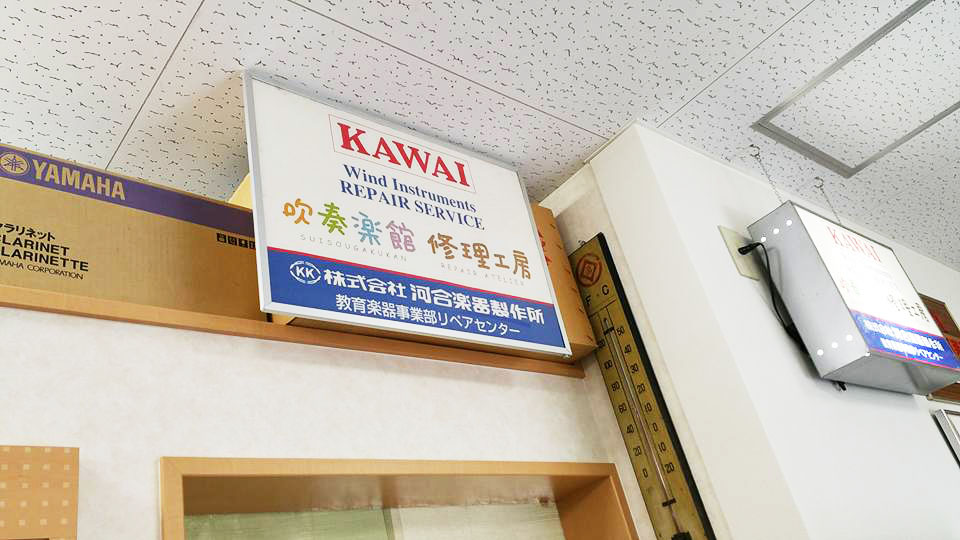 YAMAHA
クラリネット
CLARINET
CLARINETTE
YAMAHA CORPORATION
KAWAI
Wind Instruments
REPAIR SERVICE
吹奏楽館 修理工房
SUISOUGAKUKAN REPAIR ATELIER
KK 株式会社 河合楽器製作所
教育楽器事業部リペアセンター
F C
KAWAI